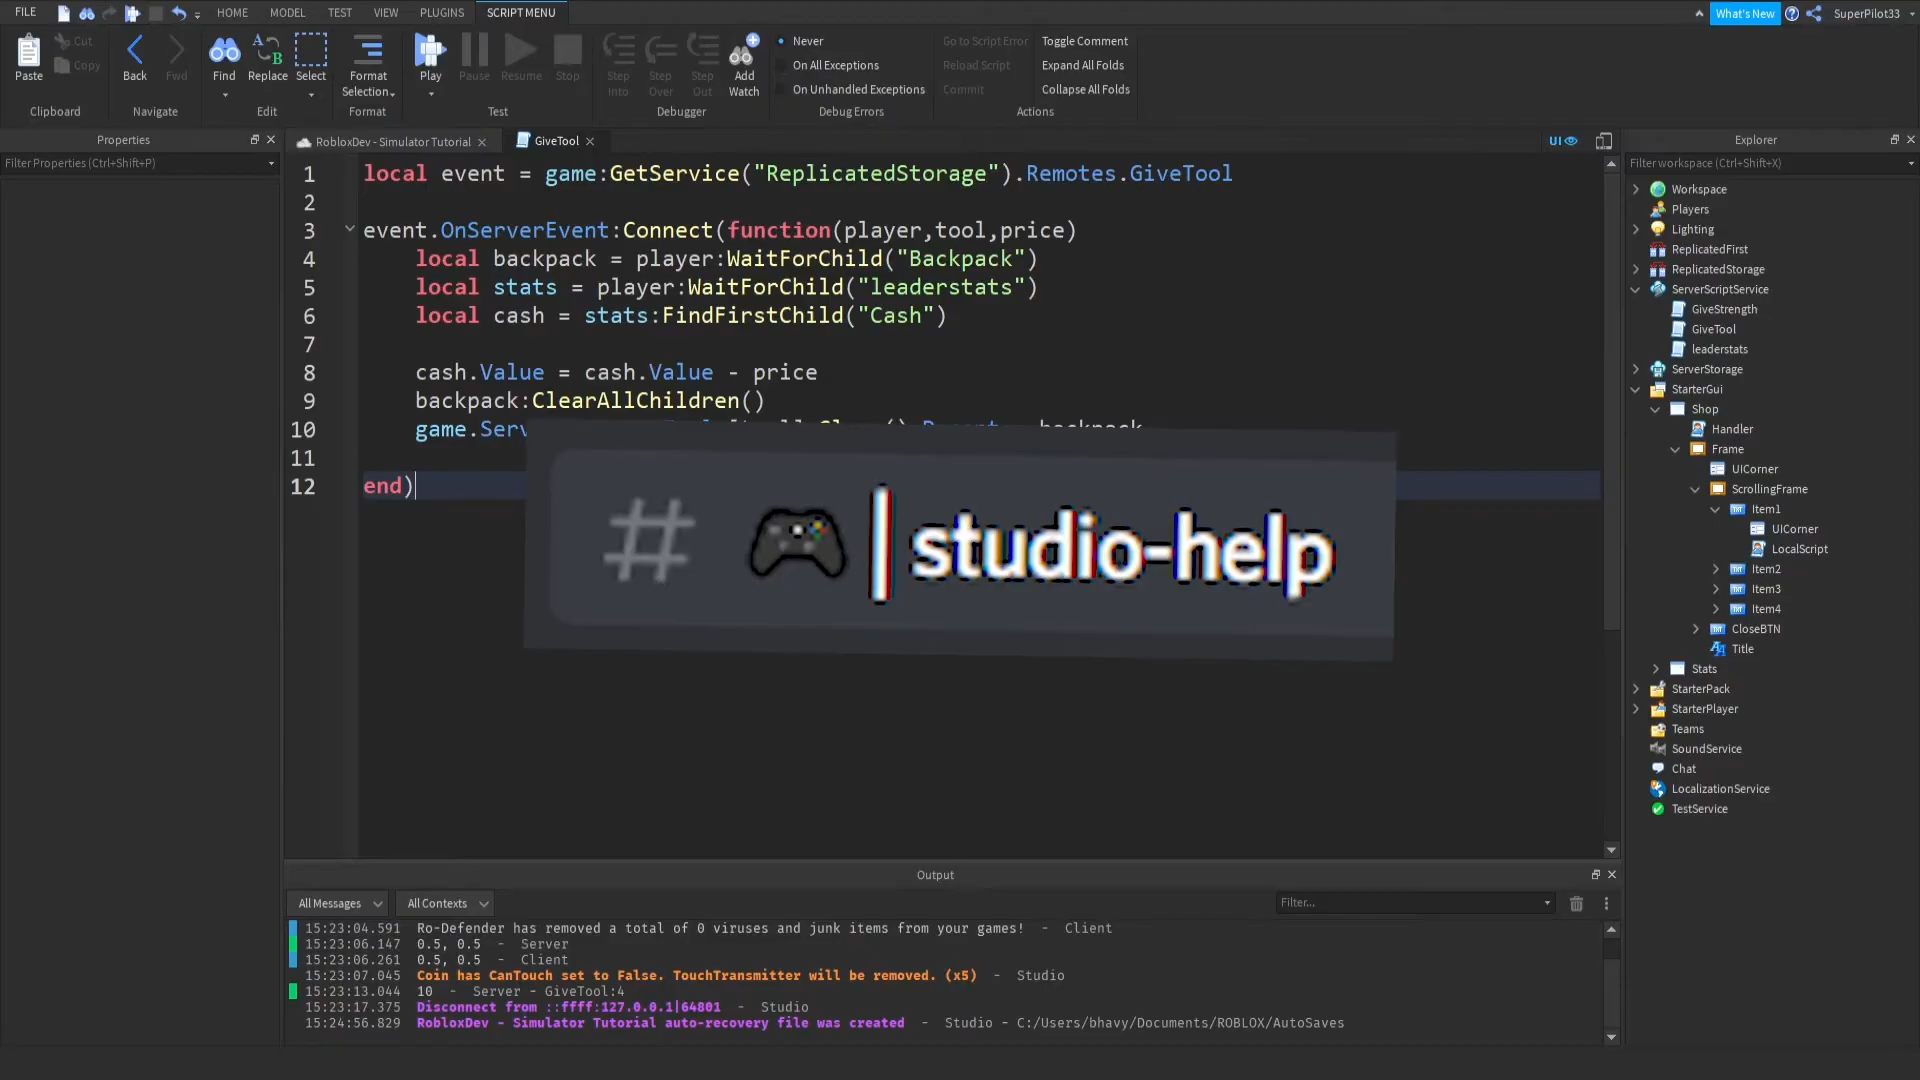 FILE HOME MODEL TEST VIEW PLUGINS SCRIPT MENU What's New SuperPilot33
Paste Cut Copy Back Fwd Find Replace Select Format Selection Play Pause Resume Stop Step Into Step Over Step Out Add Watch
Never
On All Exceptions
On Unhandled Exceptions
Go to Script Error
Reload Script
Commit
Toggle Comment
Expand All Folds
Collapse All Folds
Clipboard Navigate Edit Format Test Debugger Debug Errors Actions
Properties
Filter Properties (Ctrl+Shift+P)
RobloxDev - Simulator Tutorial GiveTool UI
1 local event = game:GetService("ReplicatedStorage").Remotes.GiveTool
2
3 event.OnServerEvent:Connect(function(player,tool,price)
4 local backpack = player:WaitForChild("Backpack")
5 local stats = player:WaitForChild("leaderstats")
6 local cash = stats:FindFirstChild("Cash")
7
8 cash.Value = cash.Value - price
9 backpack:ClearAllChildren()
10 game.Serv
11
12 end)
# | studio-help
Explorer
Filter workspace (Ctrl+Shift+X)
Workspace
Players
Lighting
ReplicatedFirst
ReplicatedStorage
ServerScriptService
GiveStrength
GiveTool
leaderstats
ServerStorage
StarterGui
Shop
Handler
Frame
UICorner
ScrollingFrame
Item1
UICorner
LocalScript
Item2
Item3
Item4
CloseBTN
Title
Stats
StarterPack
StarterPlayer
Teams
SoundService
Chat
LocalizationService
TestService
Output
All Messages All Contexts Filter...
15:23:04.591 Ro-Defender has removed a total of 0 viruses and junk items from your games! - Client
15:23:06.147 0.5, 0.5 - Server
15:23:06.261 0.5, 0.5 - Client
15:23:07.045 Coin has CanTouch set to False. TouchTransmitter will be removed. (x5) - Studio
15:23:13.044 10 - Server - GiveTool:4
15:23:17.375 Disconnect from ::ffff:127.0.0.1|64801 - Studio
15:24:56.829 RobloxDev - Simulator Tutorial auto-recovery file was created - Studio - C:/Users/bhavy/Documents/ROBLOX/AutoSaves